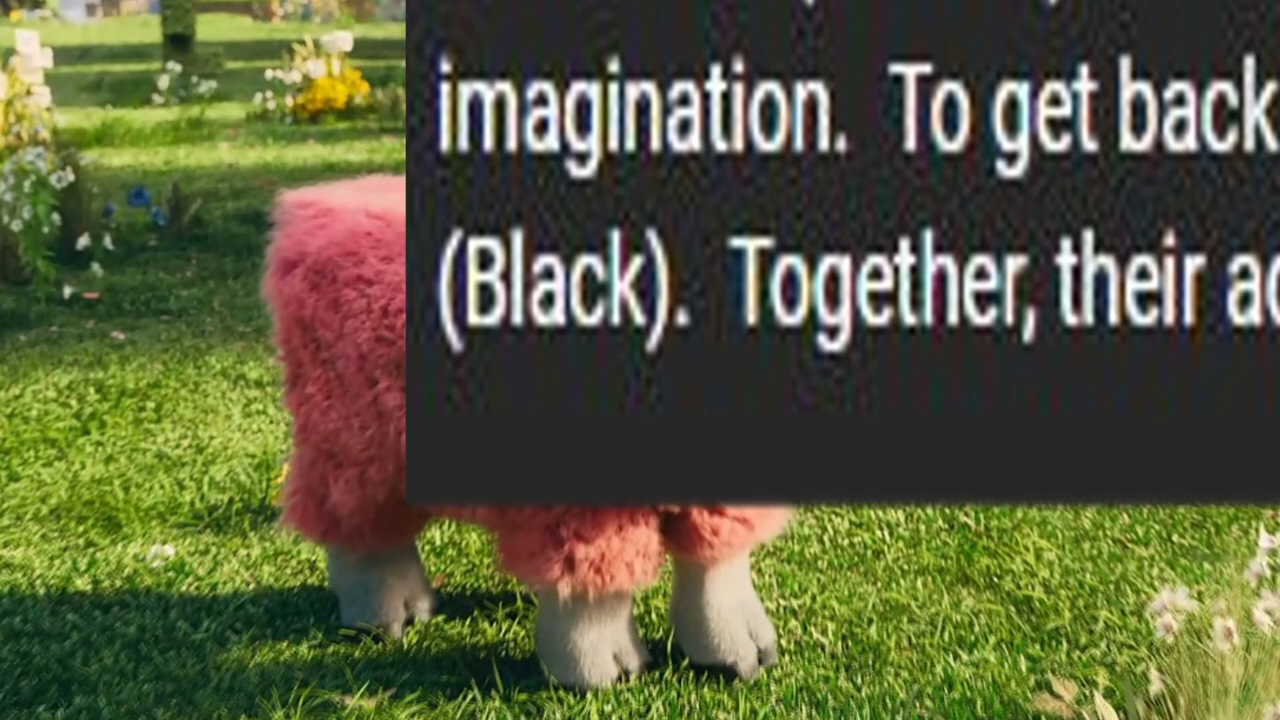 imagination. To get back
(Black). Together, their